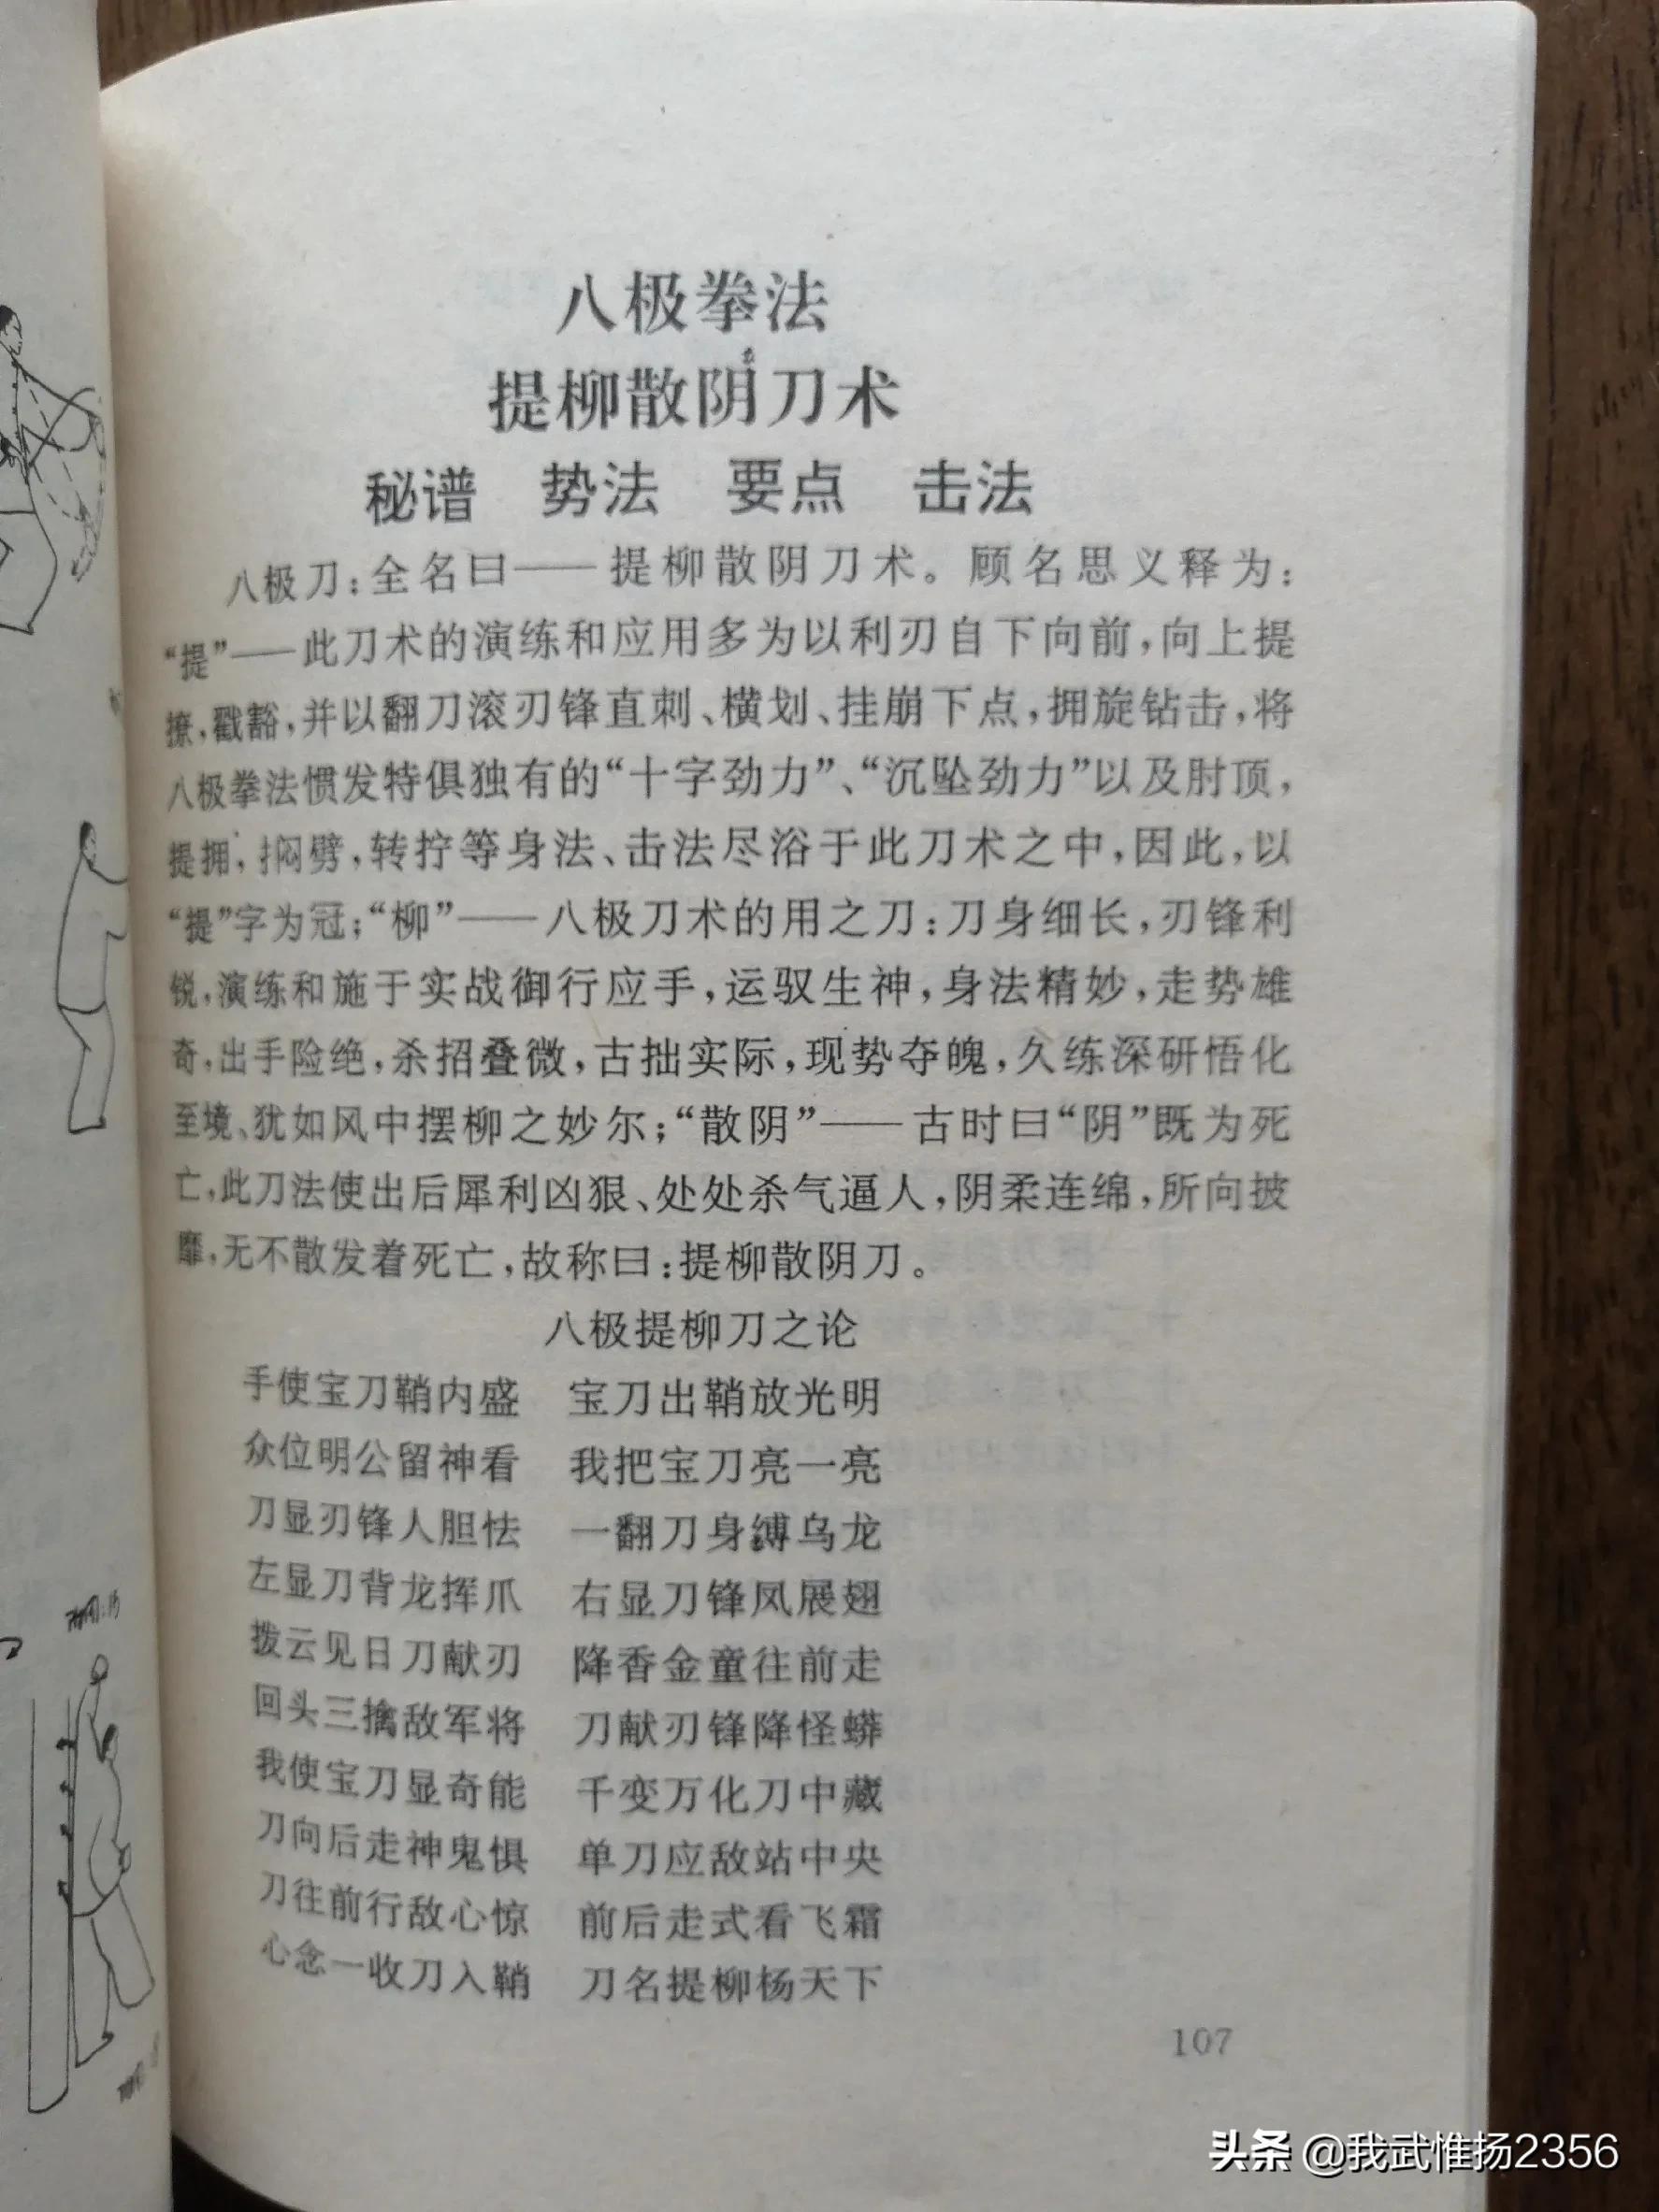 八极拳法
提柳散阴刀术
秘谱 势法 要点 击法
八极刀:全名曰——提柳散阴刀术。顾名思义释为:
“提”——此刀术的演练和应用多为以利刃自下向前,向上提
撩,戳豁,并以翻刀滚刃锋直刺、横划、挂崩下点,拥旋钻击,将
八极拳法惯发特俱独有的“十字劲力”、“沉坠劲力”以及肘顶,
提拥,扌闷劈,转拧等身法、击法尽浴于此刀术之中,因此,以
“提”字为冠;“柳”——八极刀术的用之刀:刀身细长,刃锋利
锐,演练和施于实战御行应手,运驭生神,身法精妙,走势雄
奇,出手险绝,杀招叠微,古拙实际,现势夺魄,久练深研悟化
至境、犹如风中摆柳之妙尔;“散阴”——古时曰“阴”既为死
亡,此刀法使出后犀利凶狠、处处杀气逼人,阴柔连绵,所向披
靡,无不散发着死亡,故称曰:提柳散阴刀。
八极提柳刀之论
手使宝刀鞘内盛 宝刀出鞘放光明
众位明公留神看 我把宝刀亮一亮
刀显刃锋人胆怯 一翻刀身缚乌龙
左显刀背龙挥爪 右显刀锋凤展翅
拨云见日刀献刃 降香金童往前走
回头三擒敌军将 刀献刃锋降怪蟒
我使宝刀显奇能 千变万化刀中藏
刀向后走神鬼惧 单刀应敌站中央
刀往前行敌心惊 前后走式看飞霜
心念一收刀入鞘 刀名提柳杨天下
107
头条 @我武惟扬2356